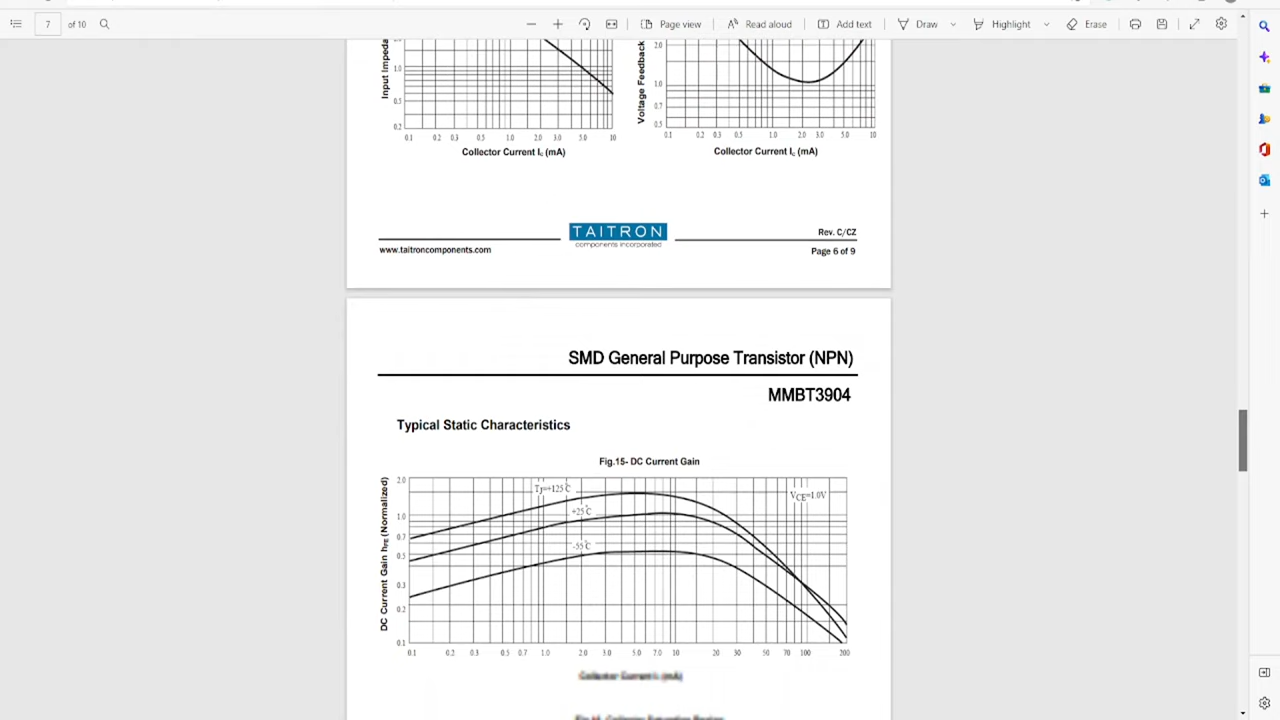 7 of 10 Page view Read aloud Add text Draw Highlight Erase
Input Impeda
1.0
0.5
0.2
0.1 0.2 0.3 0.5 1.0 2.0 3.0 5.0 10
Collector Current Ic (mA)
Voltage Feedback
2.0
1.0
0.7
0.5
0.1 0.2 0.3 0.5 1.0 2.0 3.0 5.0 10
Collector Current Ic (mA)
TAITRON
components incorporated
www.taitroncomponents.com
Rev. C/CZ
Page 6 of 9
SMD General Purpose Transistor (NPN)
MMBT3904
Typical Static Characteristics
Fig.15- DC Current Gain
DC Current Gain hFE (Normalized)
2.0
1.0
0.7
0.5
0.3
0.2
0.1
TJ=+125°C
+25°C
-55°C
VCE=1.0V
0.1 0.2 0.3 0.5 0.7 1.0 2.0 3.0 5.0 7.0 10 20 30 50 70 100 200
Collector Current Ic (mA)